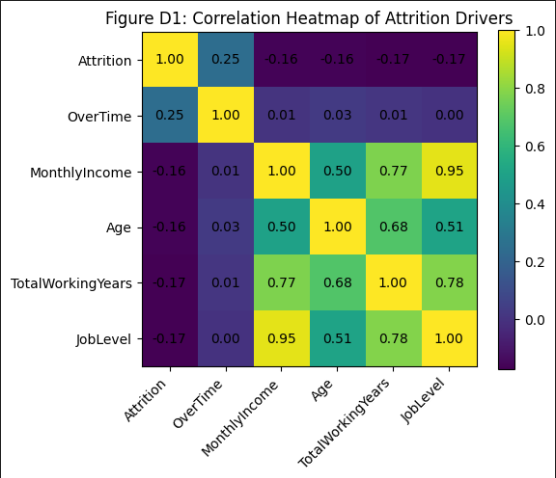 Figure D1: Correlation Heatmap of Attrition Drivers
Attrition 1.00 0.25 -0.16 -0.16 -0.17 -0.17
OverTime 0.25 1.00 0.01 0.03 0.01 0.00
MonthlyIncome -0.16 0.01 1.00 0.50 0.77 0.95
Age -0.16 0.03 0.50 1.00 0.68 0.51
TotalWorkingYears -0.17 0.01 0.77 0.68 1.00 0.78
JobLevel -0.17 0.00 0.95 0.51 0.78 1.00
Attrition OverTime MonthlyIncome Age TotalWorkingYears JobLevel
1.0
0.8
0.6
0.4
0.2
0.0